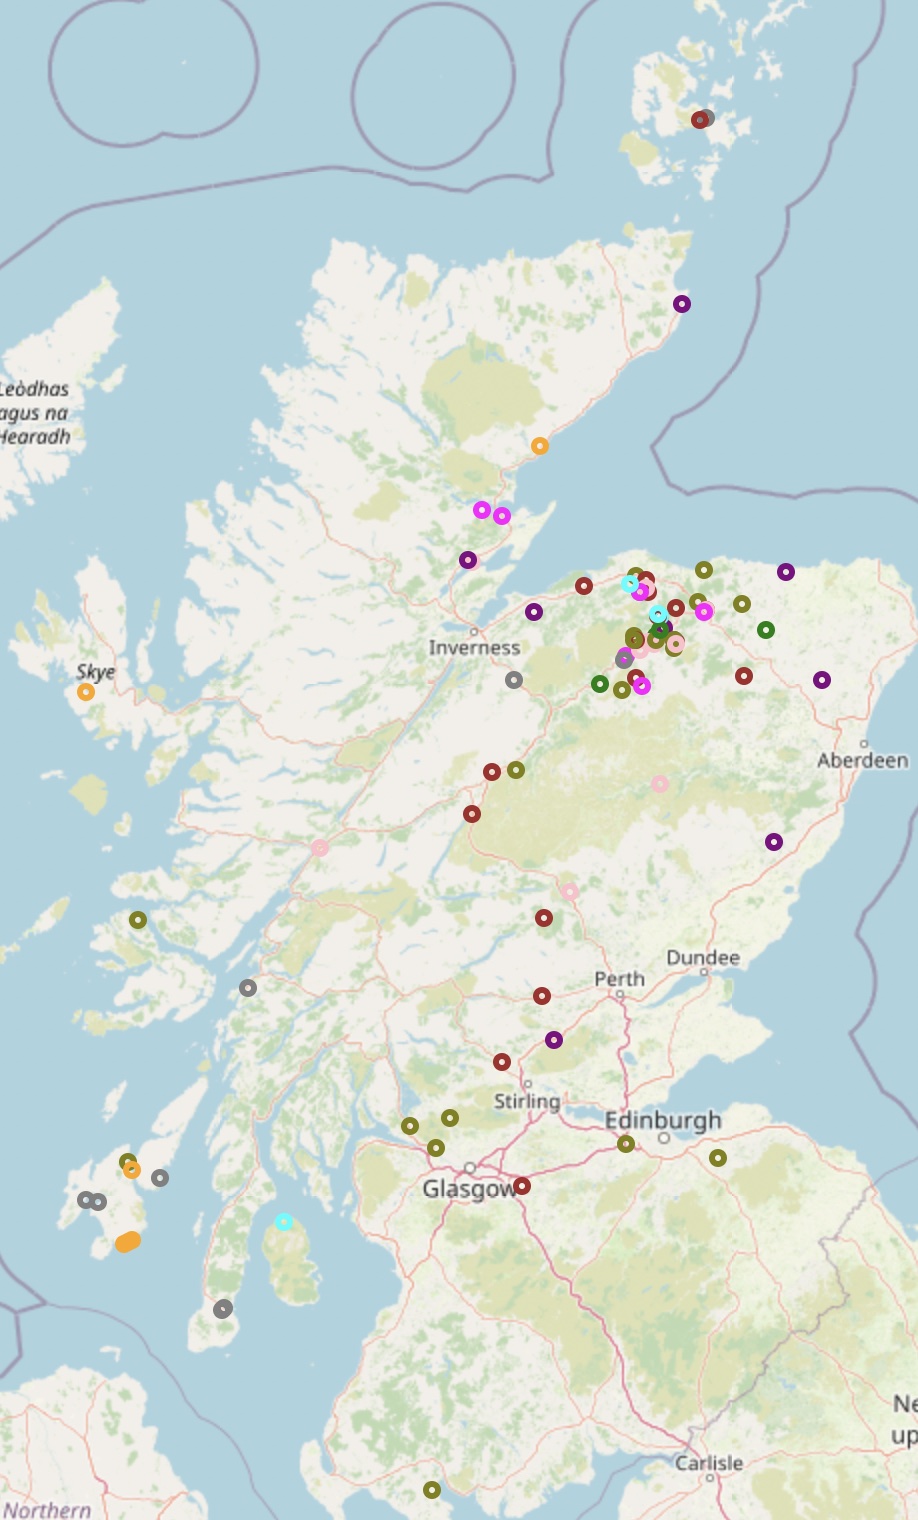 Leòdhas
agus na
Hearadh
Inverness
Skye
Aberdeen
Dundee
Perth
Stirling
Edinburgh
Glasgow
Ne
up
Carlisle
Northern